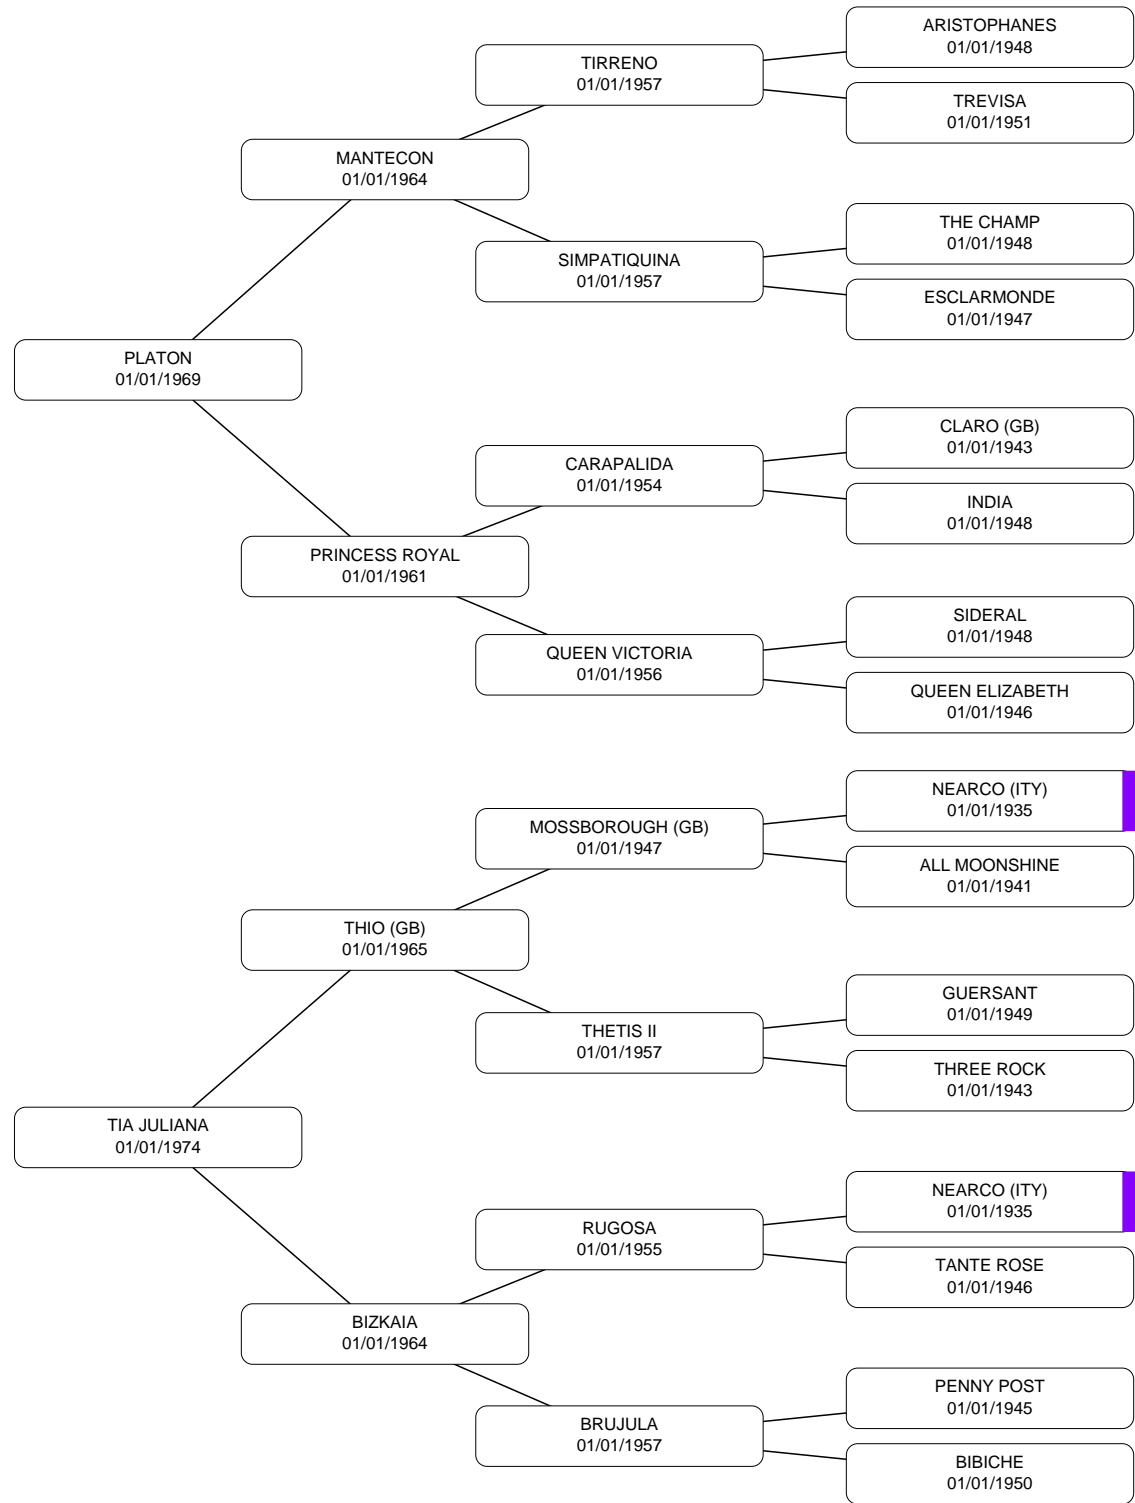 ARISTOPHANES
01/01/1948
TIRRENO
01/01/1957
TREVISA
01/01/1951
MANTECON
01/01/1964
THE CHAMP
01/01/1948
SIMPATIQUINA
01/01/1957
ESCLARMONDE
01/01/1947
PLATON
01/01/1969
CLARO (GB)
01/01/1943
CARAPALIDA
01/01/1954
INDIA
01/01/1948
PRINCESS ROYAL
01/01/1961
SIDERAL
01/01/1948
QUEEN VICTORIA
01/01/1956
QUEEN ELIZABETH
01/01/1946
NEARCO (ITY)
01/01/1935
MOSSBOROUGH (GB)
01/01/1947
ALL MOONSHINE
01/01/1941
THIO (GB)
01/01/1965
GUERSANT
01/01/1949
THETIS II
01/01/1957
THREE ROCK
01/01/1943
TIA JULIANA
01/01/1974
NEARCO (ITY)
01/01/1935
RUGOSA
01/01/1955
TANTE ROSE
01/01/1946
BIZKAIA
01/01/1964
PENNY POST
01/01/1945
BRUJULA
01/01/1957
BIBICHE
01/01/1950